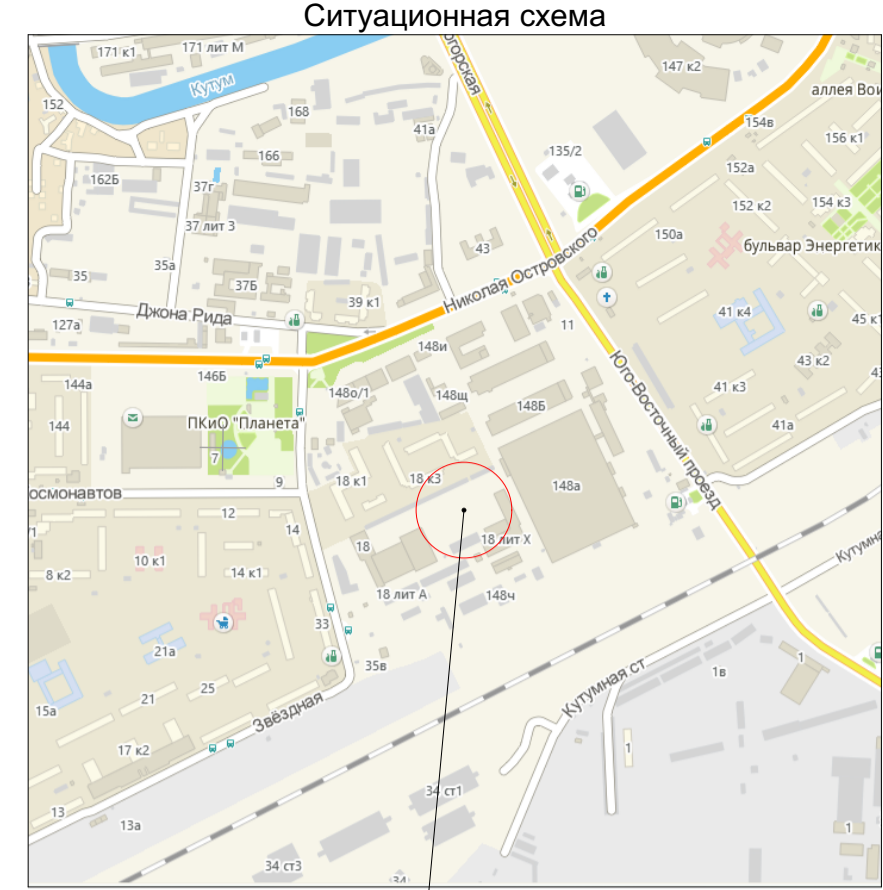 Ситуационная схема
171 к1
171 лит М
Кутум
147 к2
аллея Вои
152
168
41а
154в
135/2
156 к1
166
152а
162Б
37г
152 к2
154 к3
37 лит 3
150а
43
бульвар Энергетик
35а
35
37Б
Николая Островского
39 к1
Джона Рида
41 к4
45 к1
127а
11
148и
43 к2
146Б
144а
148о/1
148щ
41 к3
148Б
Юго-Восточный проезд
ПКиО "Планета"
144
41а
7
18 к1
18 к3
148а
9
осмонавтов
12
14
18
18 лит Х
10 к1
Кутумна
8 к2
14 к1
18 лит А
148ч
33
21а
35в
1
1в
Кутумная ст
25
21
15а
Звёздная
17 к2
1
34 ст1
13
13а
1
34 ст3
34